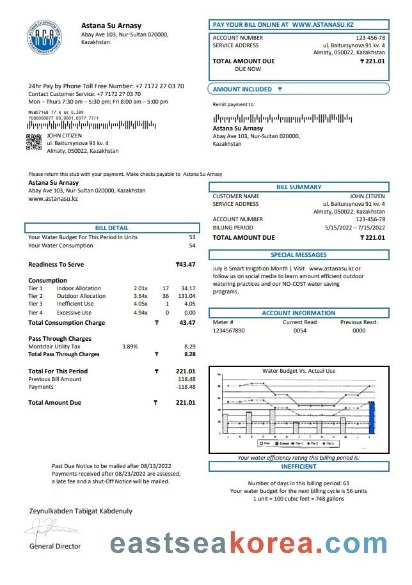 Astana Su Arnasy
Abay Ave 103, Nur-Sultan 020000,
Kazakhstan
PAY YOUR BILL ONLINE AT WWW.ASTANASU.KZ
ACCOUNT NUMBER 123-456-78
SERVICE ADDRESS ul. Baitursynova 91 kv. 4
Almaty, 050022, Kazakhstan
TOTAL AMOUNT DUE ₸ 221.01
DUE NOW
AMOUNT INCLUDED ₸
24hr Pay by Phone Toll Free Number: +7 7172 27 03 70
Contact Customer Service: +7 7172 27 03 70
Mon – Thurs 7:30 am – 5:30 pm; Fri 8:00 am – 5:00 pm
Remit payment to:
JOHN CITIZEN
ul. Baitursynova 91 kv. 4
Almaty, 050022, Kazakhstan
Astana Su Arnasy
Abay Ave 103, Nur-Sultan 020000,
Kazakhstan
Please return this stub with your payment. Make checks payable to Astana Su Arnasy
Astana Su Arnasy
Abay Ave 103, Nur-Sultan 020000, Kazakhstan
www.astanasu.kz
BILL SUMMARY
CUSTOMER NAME JOHN CITIZEN
SERVICE ADDRESS ul. Baitursynova 91 kv. 4
Almaty, 050022, Kazakhstan
ACCOUNT NUMBER 123-456-78
BILLING PERIOD 5/15/2022 – 7/15/2022
TOTAL AMOUNT DUE ₸ 221.01
BILL DETAIL
Your Water Budget For This Period In Units 53
Your Water Consumption 54
Readiness To Serve ₸43.47
Consumption
Tier 1 Indoor Allocation 2.01x 17 34.17
Tier 2 Outdoor Allocation 3.64x 36 131.04
Tier 3 Inefficient Use 4.05x 1 4.05
Tier 4 Excessive Use 4.94x 0 0.00
Total Consumption Charge ₸ 43.47
Pass Through Charges
Montclair Utility Tax 3.89% 8.29
Total Pass Through Charges ₸ 8.28
Total For This Period ₸ 221.01
Previous Bill Amount 118.48
Payments -118.48
Total Amount Due ₸ 221.01
SPECIAL MESSAGES
July is Smart Irrigation Month | Visit www.astanasu.kz or
follow us on social media to learn amount efficient outdoor
watering practices and our NO-COST water saving
programs.
ACCOUNT INFORMATION
Meter # Current Read Previous Read:
1234567890 0054 0000
Water Budget Vs. Actual Use
Your water efficiency rating this billing period is:
INEFFICIENT
Number of days in this billing period: 61
Your water budget for the next billing cycle is 56 units
1 unit = 100 cubic feet = 748 gallons
Past Due Notice to be mailed after 08/13/2022
Payments received after 08/23/2022 are assessed,
a late fee and a shut-Off Notice will be mailed.
Zeynulkabden Tabigat Kabdenuly
General Director
eastseakorea.com